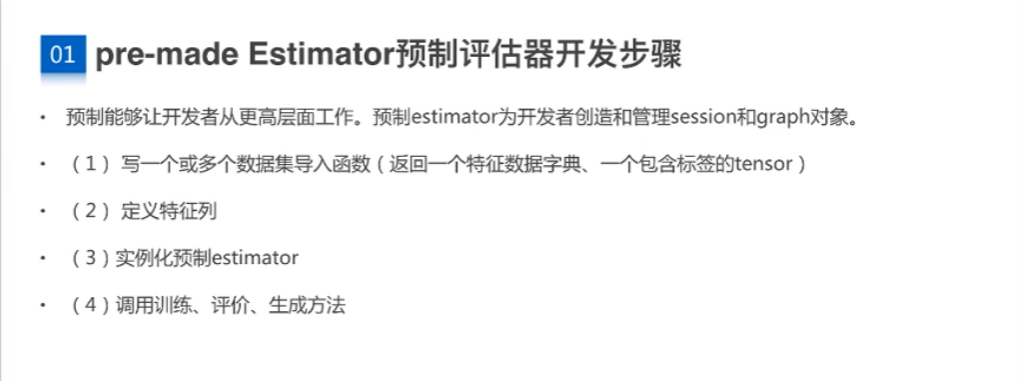 01 pre-made Estimator预制评估器开发步骤
• 预制能够让开发者从更高层面工作。预制estimator为开发者创造和管理session和graph对象。
• （1） 写一个或多个数据集导入函数（返回一个特征数据字典、一个包含标签的tensor）
• （2） 定义特征列
• （3）实例化预制estimator
• （4）调用训练、评价、生成方法